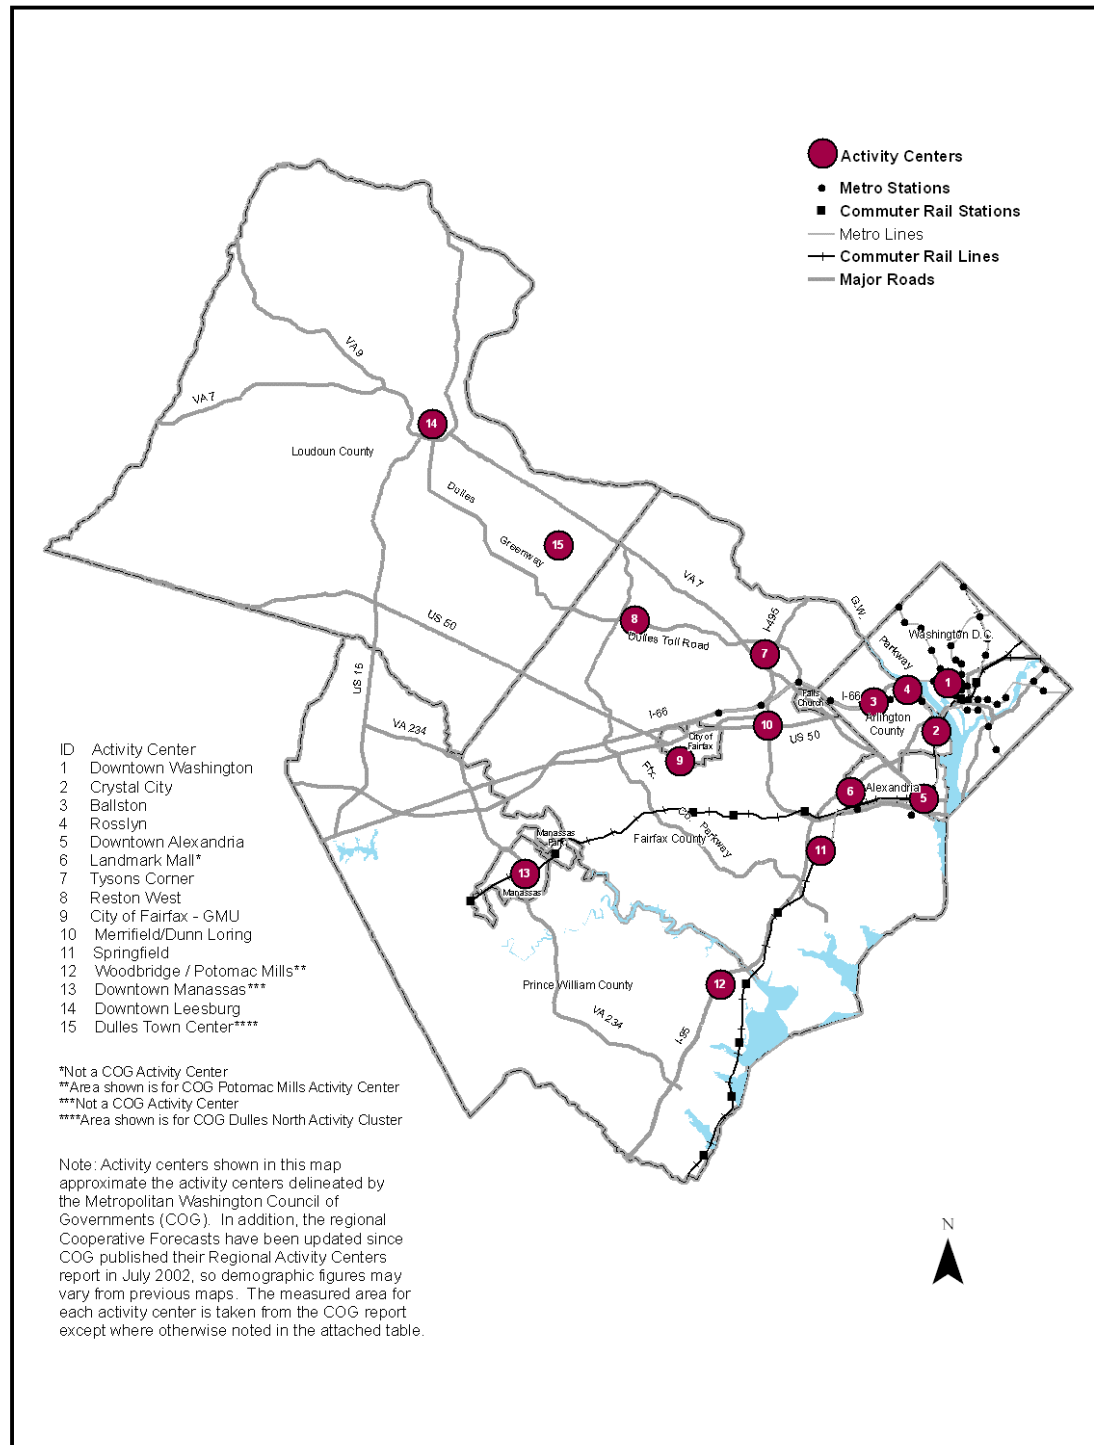 Activity Centers
Metro Stations
Commuter Rail Stations
Metro Lines
Commuter Rail Lines
Major Roads
VA 9
VA 7
14
Loudoun County
Dulles
Greenway
15
VA 7
G.W.
Parkway
I-495
Washington D.C.
US 50
8
Dulles Toll Road
7
1
4
I-66
3
Falls
Church
Arlington
County
2
US 15
VA 234
I-66
10
US 50
City of
Fairfax
9
Ffx.
Co.
Parkway
6
Alexandria
5
Fairfax County
11
Manassas
Park
13
Manassas
Prince William County
12
VA 234
I-95
ID Activity Center
1 Downtown Washington
2 Crystal City
3 Ballston
4 Rosslyn
5 Downtown Alexandria
6 Landmark Mall*
7 Tysons Corner
8 Reston West
9 City of Fairfax - GMU
10 Merrifield/Dunn Loring
11 Springfield
12 Woodbridge / Potomac Mills**
13 Downtown Manassas***
14 Downtown Leesburg
15 Dulles Town Center****
*Not a COG Activity Center
**Area shown is for COG Potomac Mills Activity Center
***Not a COG Activity Center
****Area shown is for COG Dulles North Activity Cluster
Note: Activity centers shown in this map
approximate the activity centers delineated by
the Metropolitan Washington Council of
Governments (COG). In addition, the regional
Cooperative Forecasts have been updated since
COG published their Regional Activity Centers
report in July 2002, so demographic figures may
vary from previous maps. The measured area for
each activity center is taken from the COG report
except where otherwise noted in the attached table.
N